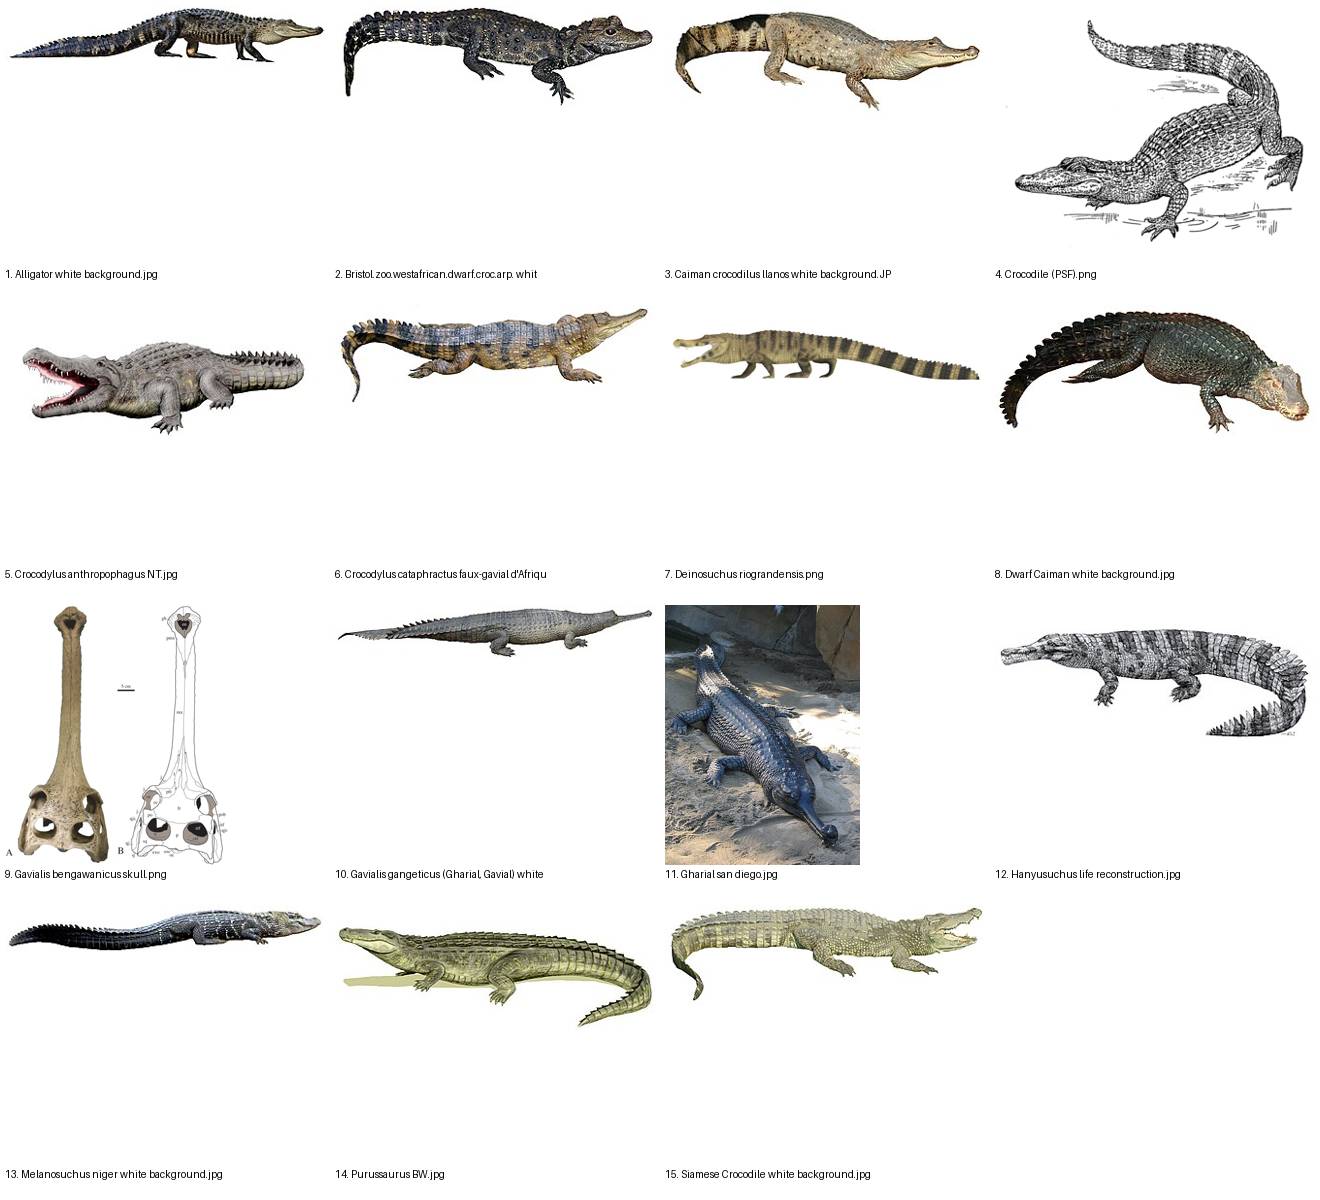 1. Alligator white background.jpg
2. Bristol.zoo.westafrican.dwarf.croc.arp. whit
3. Caiman crocodilus llanos white background.JP
4. Crocodile (PSF).png
5. Crocodylus anthropophagus NT.jpg
6. Crocodylus cataphractus faux-gavial d'Afriqu
7. Deinosuchus riograndensis.png
8. Dwarf Caiman white background.jpg
5 cm
A
B
9. Gavialis bengawanicus skull.png
10. Gavialis gangeticus (Gharial, Gavial) white
11. Gharial san diego.jpg
12. Hanyusuchus life reconstruction.jpg
13. Melanosuchus niger white background.jpg
14. Purussaurus BW.jpg
15. Siamese Crocodile white background.jpg